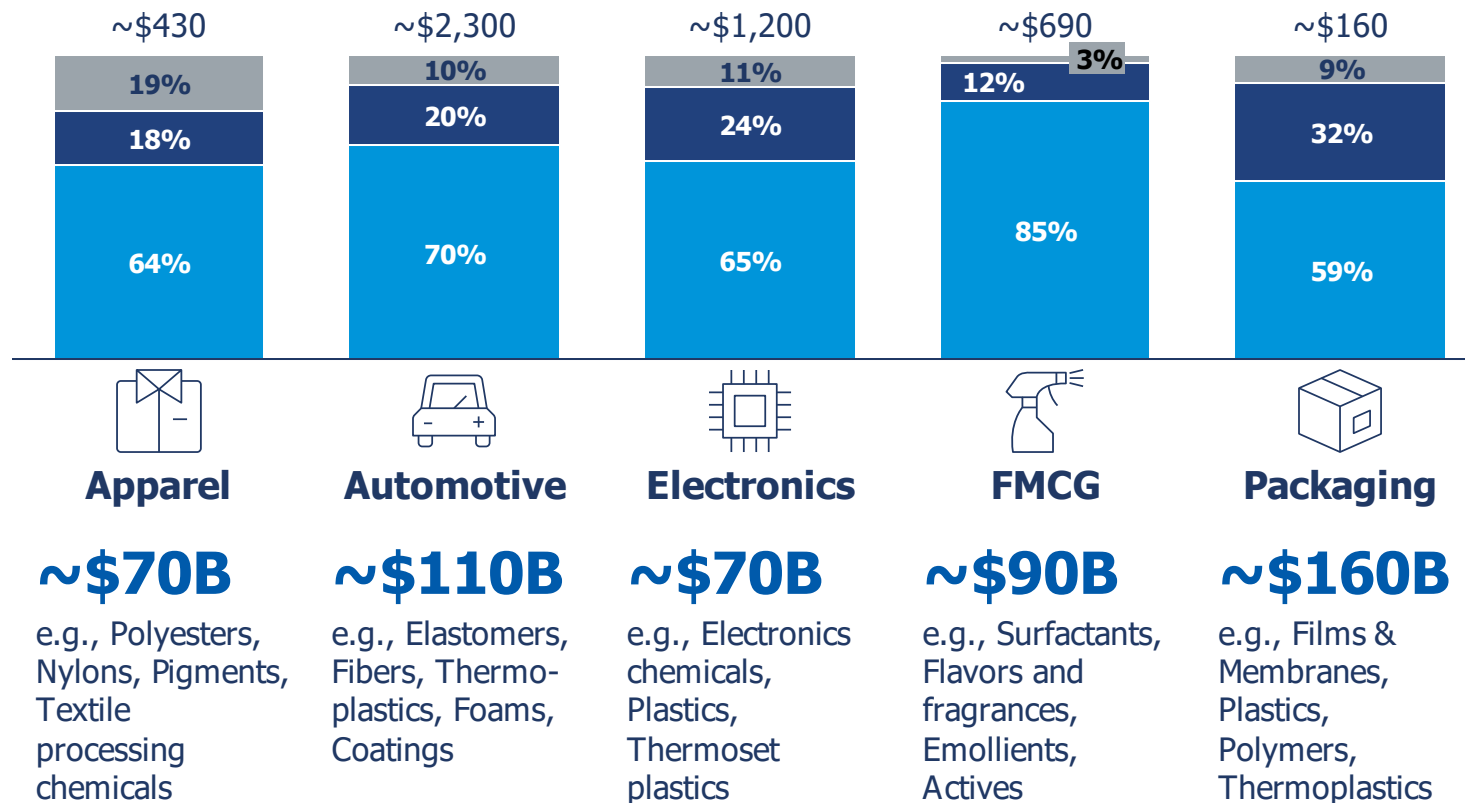 ~$430
~$2,300
~$1,200
~$690
~$160
19%
10%
11%
3%
9%
18%
20%
24%
12%
32%
64%
70%
65%
85%
59%
Apparel
Automotive
Electronics
FMCG
Packaging
~$70B
~$110B
~$70B
~$90B
~$160B
e.g., Polyesters,
Nylons, Pigments,
Textile
processing
chemicals
e.g., Elastomers,
Fibers, Thermo-
plastics, Foams,
Coatings
e.g., Electronics
chemicals,
Plastics,
Thermoset
plastics
e.g., Surfactants,
Flavors and
fragrances,
Emollients,
Actives
e.g., Films &
Membranes,
Plastics,
Polymers,
Thermoplastics